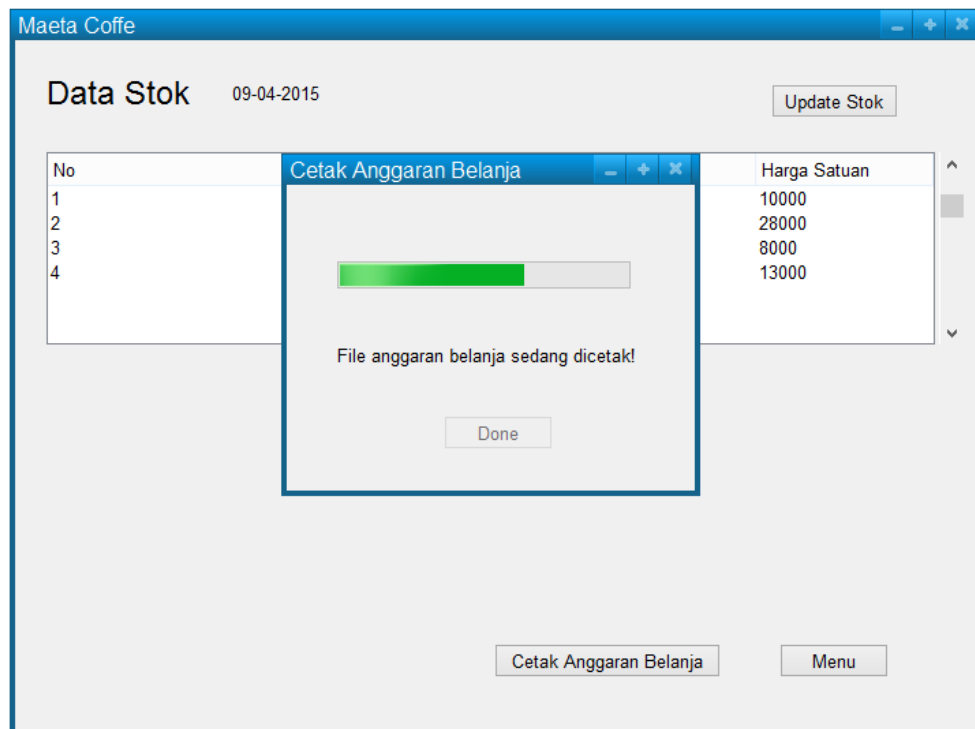 Maeta Coffe
Data Stok 09-04-2015 Update Stok
No Cetak Anggaran Belanja Harga Satuan
1 10000
2 28000
3 8000
4 13000
File anggaran belanja sedang dicetak!
Done
Cetak Anggaran Belanja Menu